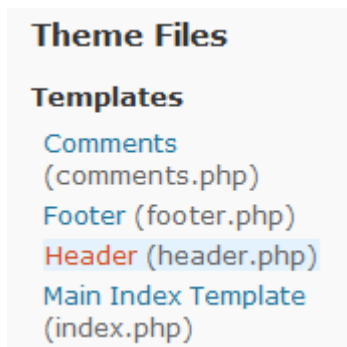 Theme Files
Templates
Comments
(comments.php)
Footer (footer.php)
Header (header.php)
Main Index Template
(index.php)